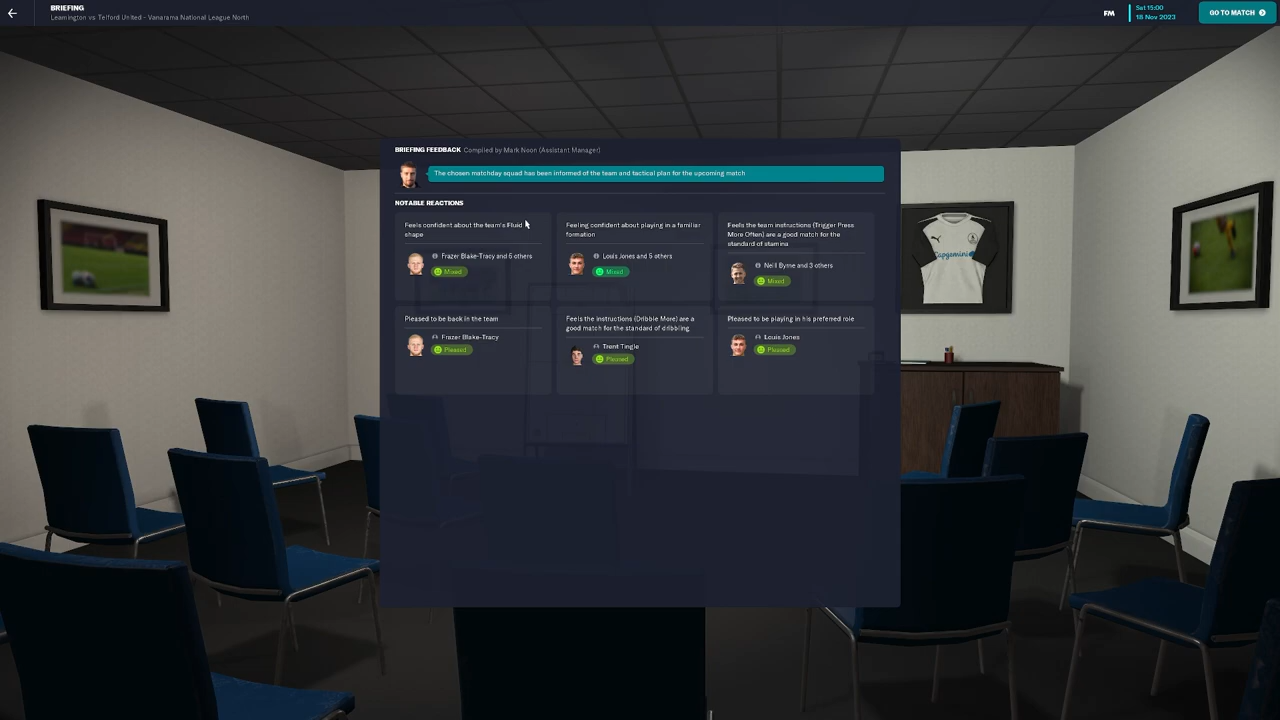 BRIEFING
Leamington vs Telford United - Vanarama National League North
FM
Sat 15:00
18 Nov 2023
GO TO MATCH
BRIEFING FEEDBACK Compiled by Mark Noon (Assistant Manager)
The chosen matchday squad has been informed of the team and tactical plan for the upcoming match
NOTABLE REACTIONS
Feels confident about the team's Fluid
shape
Frazer Blake-Tracy and 6 others
Mixed
Feeling confident about playing in a familiar
formation
Louis Jones and 5 others
Mixed
Feels the team instructions (Trigger Press
More Often) are a good match for the
standard of stamina
Neill Byrne and 3 others
Mixed
Pleased to be back in the team
Frazer Blake-Tracy
Pleased
Feels the instructions (Dribble More) are a
good match for the standard of dribbling
Trent Tingle
Pleased
Pleased to be playing in his preferred role
Louis Jones
Pleased
Capgemini